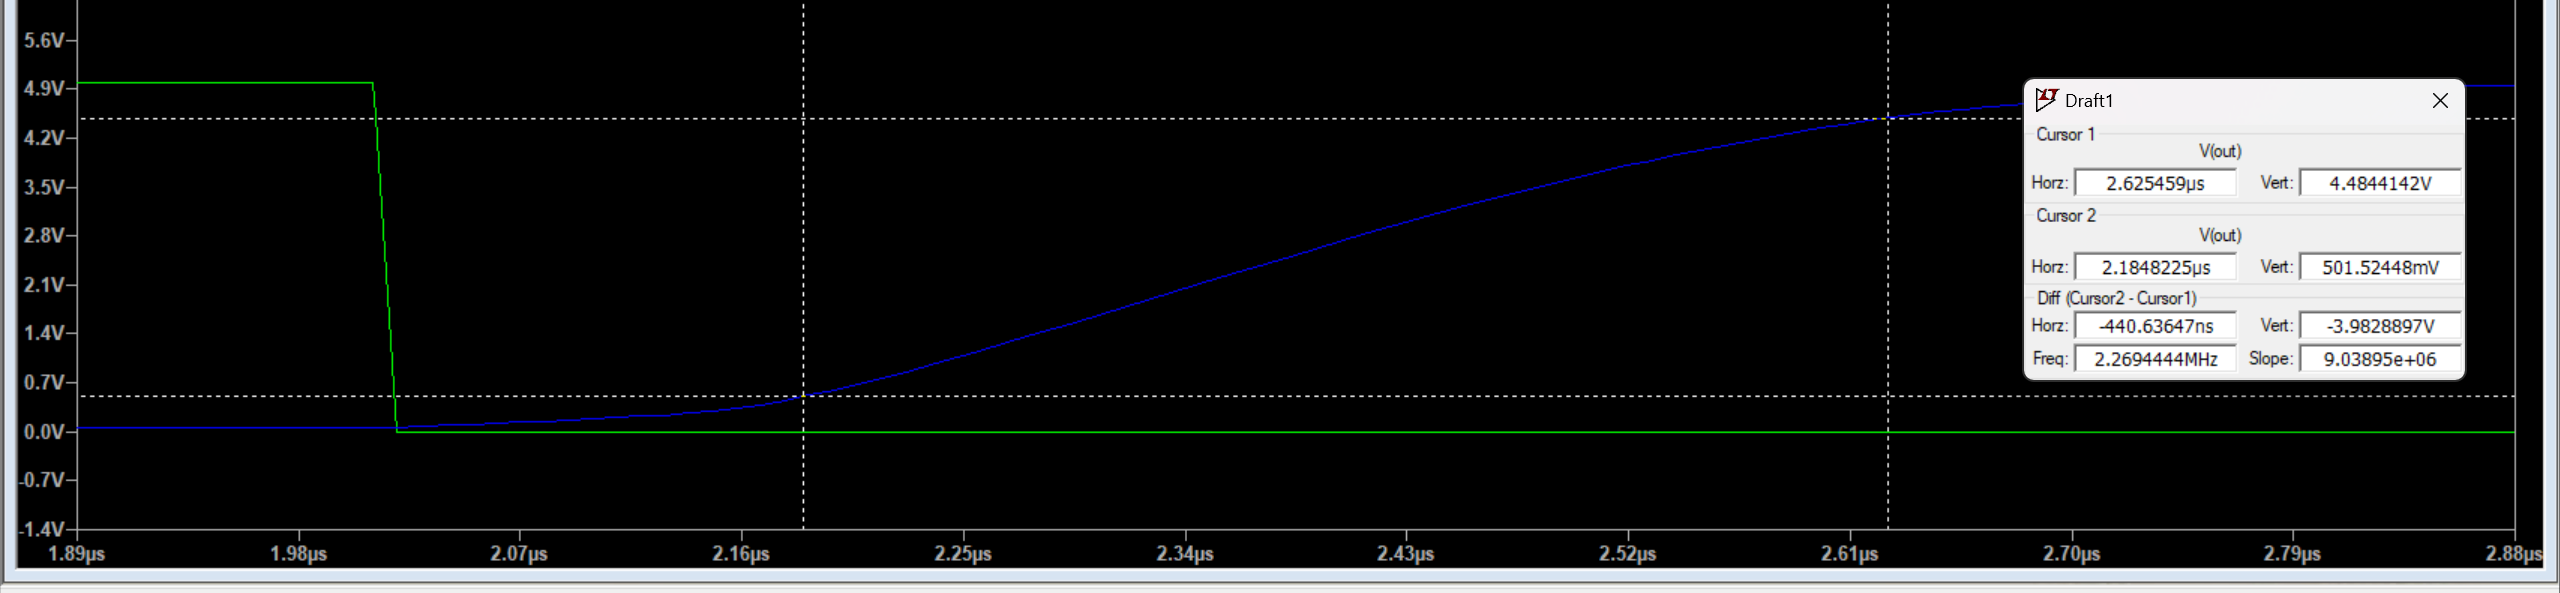 5.6V
4.9V
4.2V
3.5V
2.8V
2.1V
1.4V
0.7V
0.0V
-0.7V
-1.4V
1.89µs 1.98µs 2.07µs 2.16µs 2.25µs 2.34µs 2.43µs 2.52µs 2.61µs 2.70µs 2.79µs 2.88µs
Draft1
Cursor 1
V(out)
Horz: 2.625459µs Vert: 4.4844142V
Cursor 2
V(out)
Horz: 2.1848225µs Vert: 501.52448mV
Diff (Cursor2 - Cursor1)
Horz: -440.63647ns Vert: -3.9828897V
Freq: 2.2694444MHz Slope: 9.03895e+06